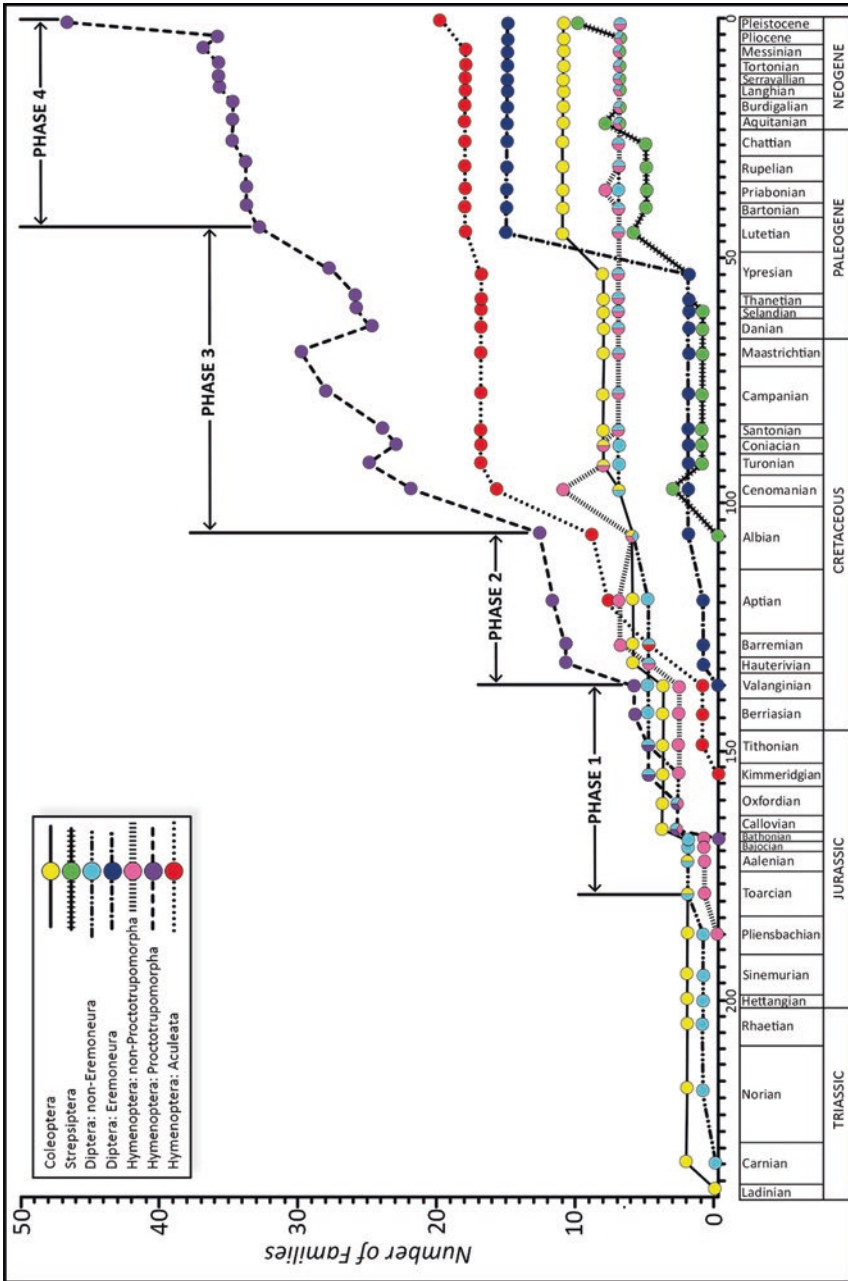 Number of Families
50
40
30
20
10
0
Coleoptera
Strepsiptera
Diptera: non-Eremoneura
Diptera: Eremoneura
Hymenoptera: non-Proctotrupomorpha
Hymenoptera: Proctotrupomorpha
Hymenoptera: Aculeata
PHASE 1
PHASE 2
PHASE 3
PHASE 4
200
150
100
50
0
Ladinian
Carnian
Norian
Rhaetian
Hettangian
Sinemurian
Pliensbachian
Toarcian
Aalenian
Bajocian
Bathonian
Callovian
Oxfordian
Kimmeridgian
Tithonian
Berriasian
Valanginian
Hauterivian
Barremian
Aptian
Albian
Cenomanian
Turonian
Coniacian
Santonian
Campanian
Maastrichtian
Danian
Selandian
Thanetian
Ypresian
Lutetian
Bartonian
Priabonian
Rupelian
Chattian
Aquitanian
Burdigalian
Langhian
Serravallian
Tortonian
Messinian
Pliocene
Pleistocene
TRIASSIC
JURASSIC
CRETACEOUS
PALEOGENE
NEOGENE